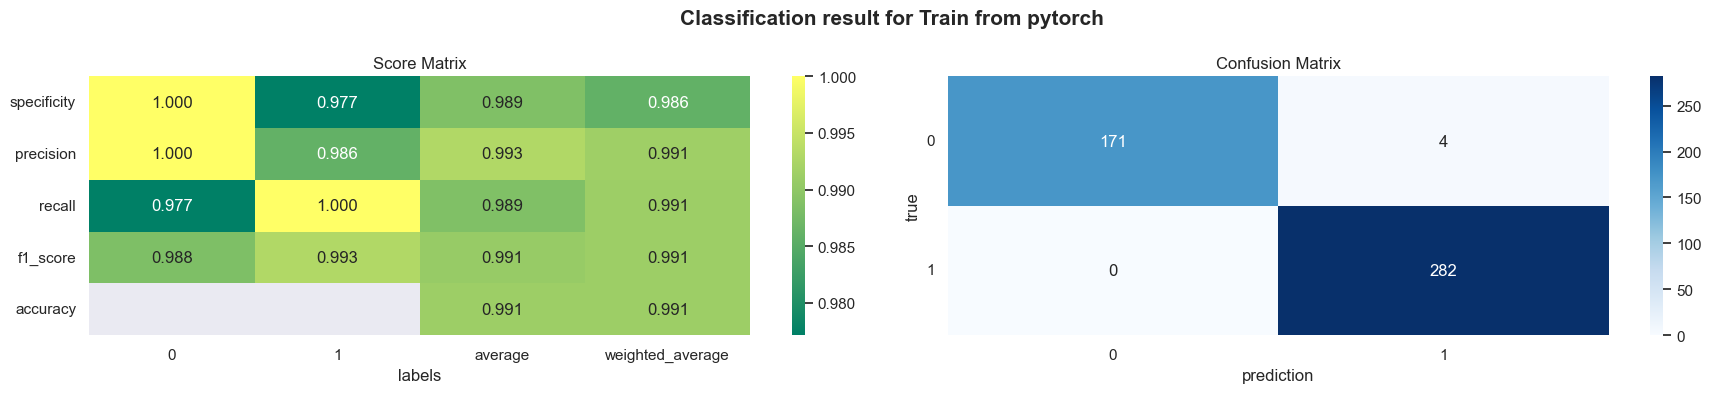 Classification result for Train from pytorch
Score Matrix
specificity 1.000 0.977 0.989 0.986
precision 1.000 0.986 0.993 0.991
recall 0.977 1.000 0.989 0.991
f1_score 0.988 0.993 0.991 0.991
accuracy 0.991 0.991
0 1 average weighted_average
labels
1.000
0.995
0.990
0.985
0.980
Confusion Matrix
true
0 171 4
1 0 282
0 1
prediction
250
200
150
100
50
0